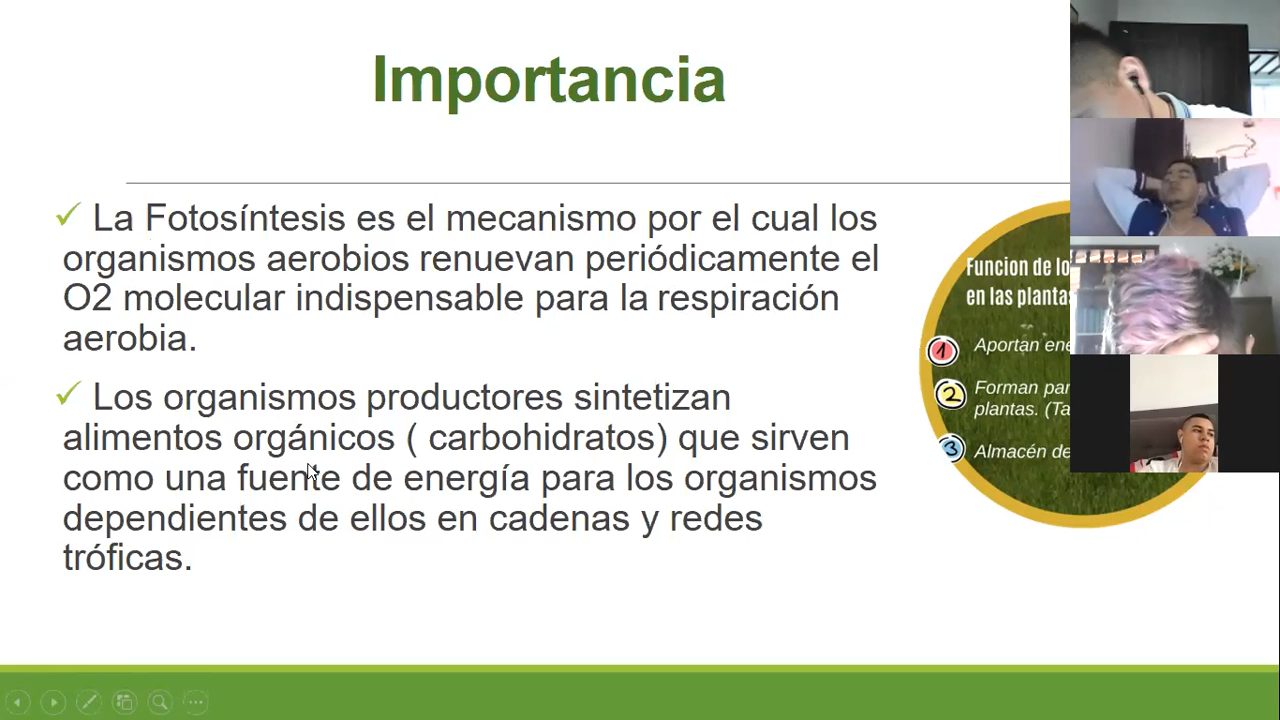 Importancia
✓ La Fotosíntesis es el mecanismo por el cual los
organismos aerobios renuevan periódicamente el
O2 molecular indispensable para la respiración
aerobia.
✓ Los organismos productores sintetizan
alimentos orgánicos ( carbohidratos) que sirven
como una fuente de energía para los organismos
dependientes de ellos en cadenas y redes
tróficas.
Funcion de lo
en las planta
1 Aportan ene
2 Forman par
plantas. (Ta
3 Almacén de